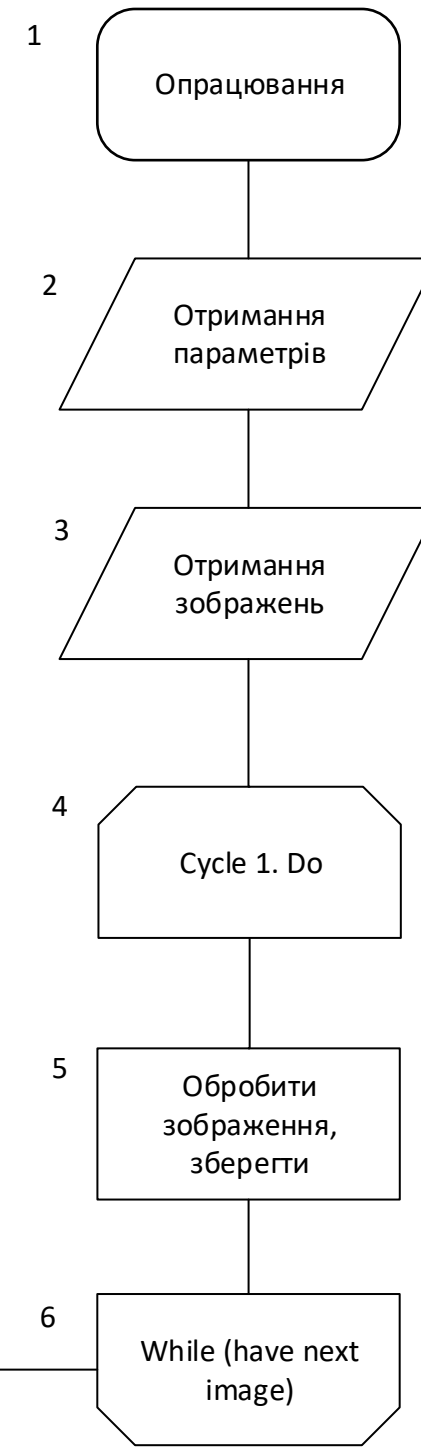 1
Опрацювання
2
Отримання
параметрів
3
Отримання
зображень
4
Cycle 1. Do
5
Обробити
зображення,
зберегти
6
While (have next
image)